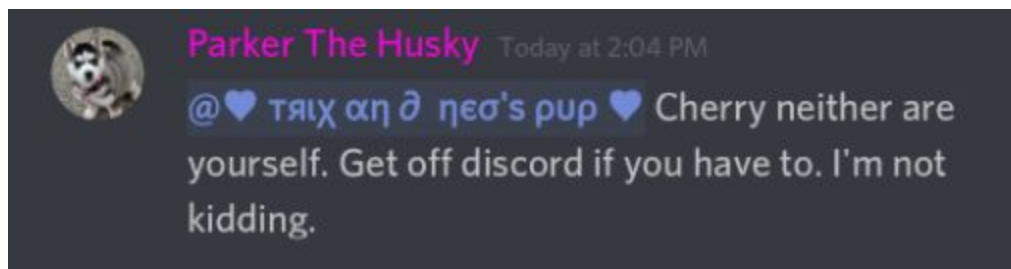 Parker The Husky Today at 2:04 PM
@♥ тяιχ αη ∂ ηєσ's ρυρ ♥ Cherry neither are
yourself. Get off discord if you have to. I'm not
kidding.